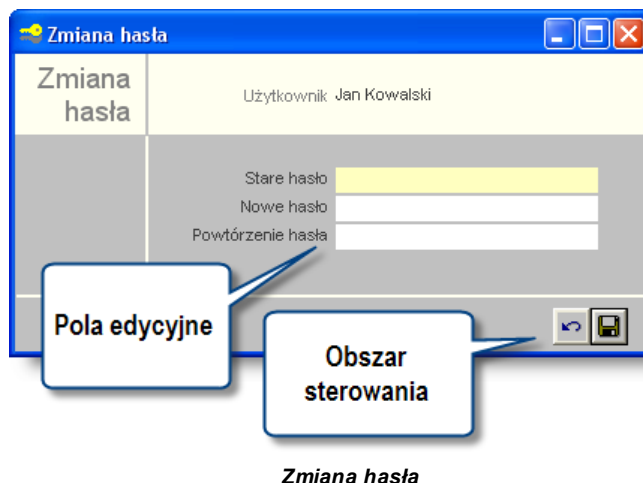 Zmiana hasła
Zmiana
hasła
Użytkownik Jan Kowalski
Stare hasło
Nowe hasło
Powtórzenie hasła
Pola edycyjne
Obszar
sterowania
Zmiana hasła